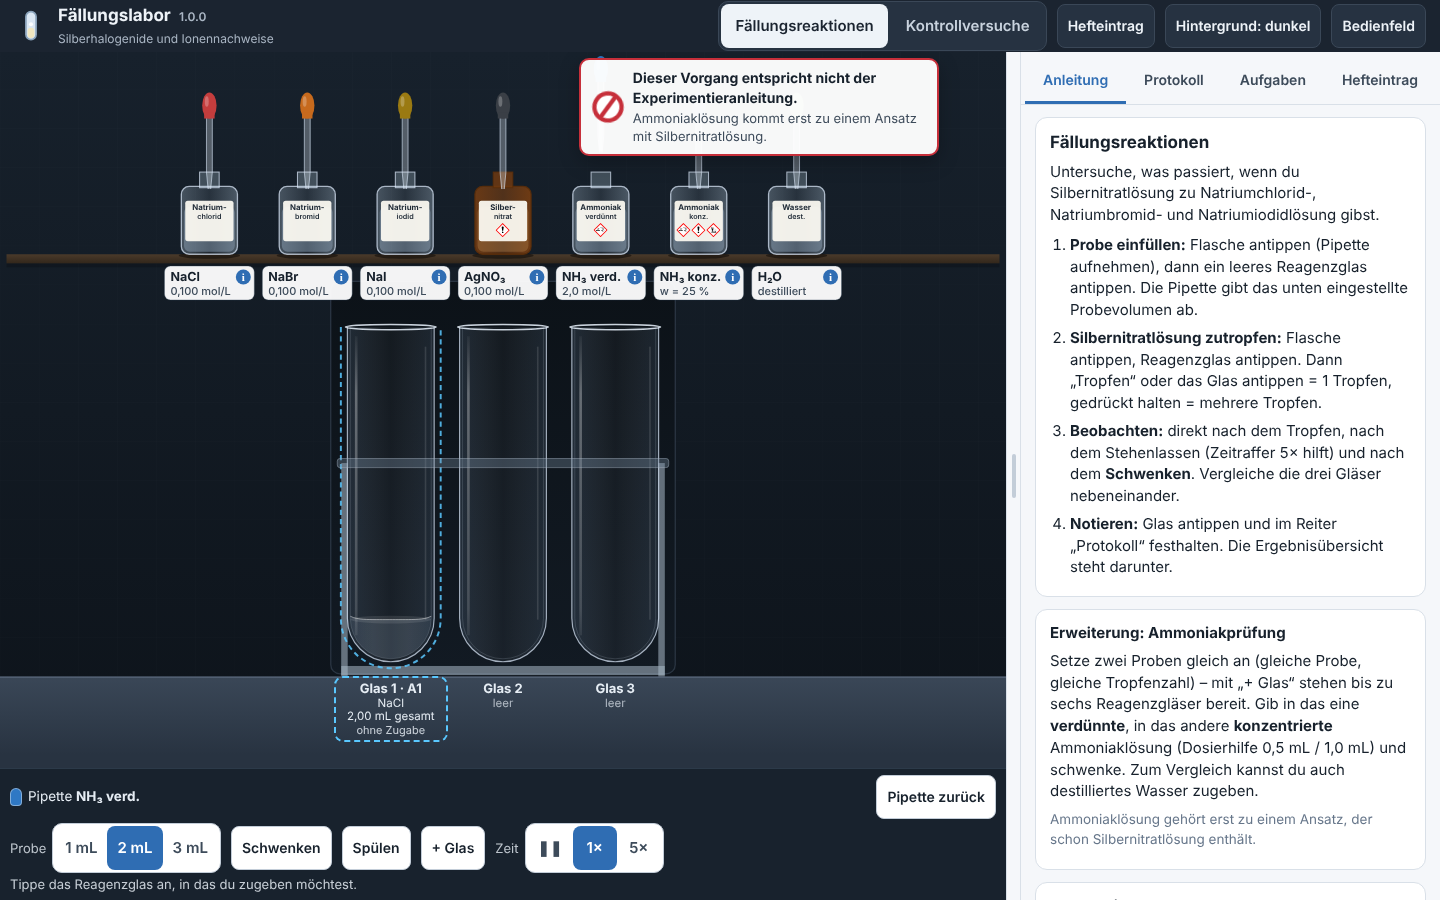 Fällungslabor 1.0.0
Silberhalogenide und Ionennachweise
Fällungsreaktionen
Kontrollversuche
Hefteintrag
Hintergrund: dunkel
Bedienfeld
Dieser Vorgang entspricht nicht der
Experimentieranleitung.
Ammoniaklösung kommt erst zu einem Ansatz
mit Silbernitratlösung.
Natrium-
chlorid
Natrium-
bromid
Natrium-
iodid
Silber-
nitrat
Ammoniak
verdünnt
Ammoniak
konz.
Wasser
dest.
NaCl
0,100 mol/L
NaBr
0,100 mol/L
NaI
0,100 mol/L
AgNO₃
0,100 mol/L
NH₃ verd.
2,0 mol/L
NH₃ konz.
w = 25 %
H₂O
destilliert
Glas 1 · A1
NaCl
2,00 mL gesamt
ohne Zugabe
Glas 2
leer
Glas 3
leer
Pipette NH₃ verd.
Pipette zurück
Probe
1 mL
2 mL
3 mL
Schwenken
Spülen
+ Glas
Zeit
1×
5×
Tippe das Reagenzglas an, in das du zugeben möchtest.
Anleitung
Protokoll
Aufgaben
Hefteintrag
Fällungsreaktionen
Untersuche, was passiert, wenn du
Silbernitratlösung zu Natriumchlorid-,
Natriumbromid- und Natriumiodidlösung gibst.
1. Probe einfüllen: Flasche antippen (Pipette
aufnehmen), dann ein leeres Reagenzglas
antippen. Die Pipette gibt das unten eingestellte
Probevolumen ab.
2. Silbernitratlösung zutropfen: Flasche
antippen, Reagenzglas antippen. Dann
„Tropfen“ oder das Glas antippen = 1 Tropfen,
gedrückt halten = mehrere Tropfen.
3. Beobachten: direkt nach dem Tropfen, nach
dem Stehenlassen (Zeitraffer 5× hilft) und nach
dem Schwenken. Vergleiche die drei Gläser
nebeneinander.
4. Notieren: Glas antippen und im Reiter
„Protokoll“ festhalten. Die Ergebnisübersicht
steht darunter.
Erweiterung: Ammoniakprüfung
Setze zwei Proben gleich an (gleiche Probe,
gleiche Tropfenzahl) – mit „+ Glas“ stehen bis zu
sechs Reagenzgläser bereit. Gib in das eine
verdünnte, in das andere konzentrierte
Ammoniaklösung (Dosierhilfe 0,5 mL / 1,0 mL) und
schwenke. Zum Vergleich kannst du auch
destilliertes Wasser zugeben.
Ammoniaklösung gehört erst zu einem Ansatz, der
schon Silbernitratlösung enthält.